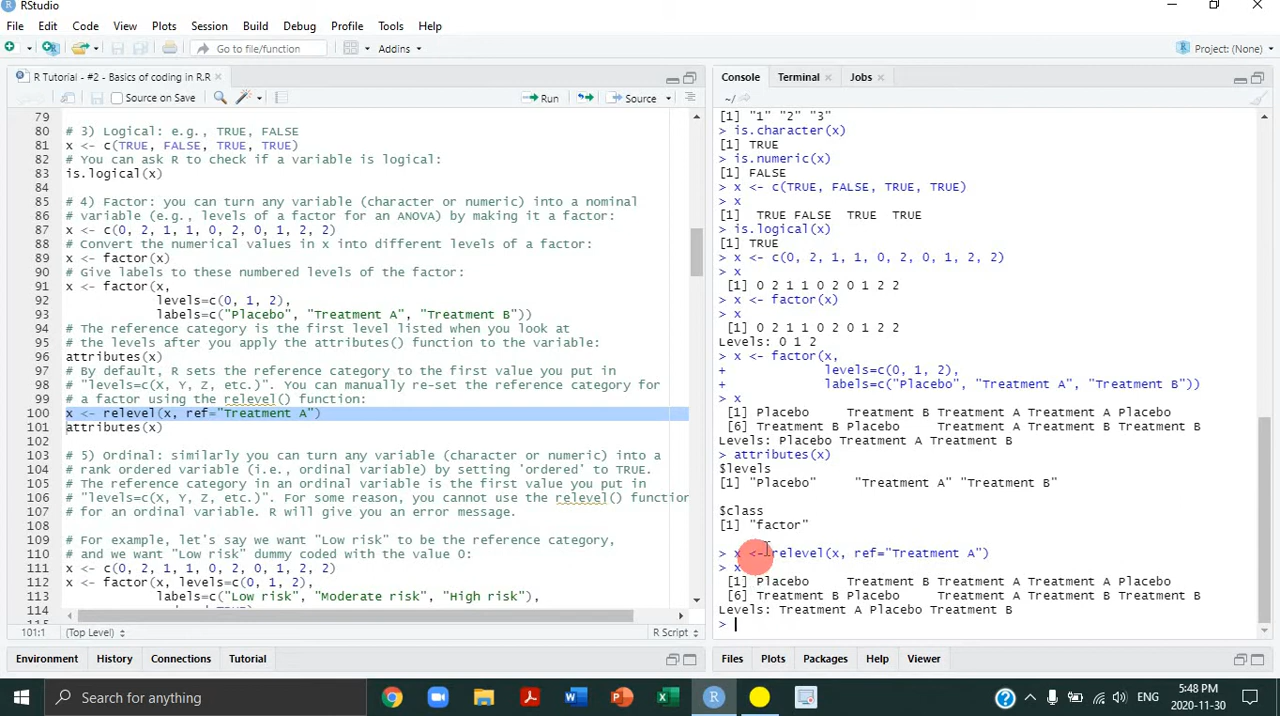 RStudio
File Edit Code View Plots Session Build Debug Profile Tools Help
Go to file/function Addins Project: (None)
R Tutorial - #2 - Basics of coding in R.R
Source on Save Run Source
79
80 # 3) Logical: e.g., TRUE, FALSE
81 x <- c(TRUE, FALSE, TRUE, TRUE)
82 # You can ask R to check if a variable is logical:
83 is.logical(x)
84
85 # 4) Factor: you can turn any variable (character or numeric) into a nominal
86 # variable (e.g., levels of a factor for an ANOVA) by making it a factor:
87 x <- c(0, 2, 1, 1, 0, 2, 0, 1, 2, 2)
88 # Convert the numerical values in x into different levels of a factor:
89 x <- factor(x)
90 # Give labels to these numbered levels of the factor:
91 x <- factor(x,
92 levels=c(0, 1, 2),
93 labels=c("Placebo", "Treatment A", "Treatment B"))
94 # The reference category is the first level listed when you look at
95 # the levels after you apply the attributes() function to the variable:
96 attributes(x)
97 # By default, R sets the reference category to the first value you put in
98 # "levels=c(X, Y, Z, etc.)". You can manually re-set the reference category for
99 # a factor using the relevel() function:
100 x <- relevel(x, ref="Treatment A")
101 attributes(x)
102
103 # 5) Ordinal: similarly you can turn any variable (character or numeric) into a
104 # rank ordered variable (i.e., ordinal variable) by setting 'ordered' to TRUE.
105 # The reference category in an ordinal variable is the first value you put in
106 # "levels=c(X, Y, Z, etc.)". For some reason, you cannot use the relevel() function
107 # for an ordinal variable. R will give you an error message.
108
109 # For example, let's say we want "Low risk" to be the reference category,
110 # and we want "Low risk" dummy coded with the value 0:
111 x <- c(0, 2, 1, 1, 0, 2, 0, 1, 2, 2)
112 x <- factor(x, levels=c(0, 1, 2),
113 labels=c("Low risk", "Moderate risk", "High risk"),
114
101:1 (Top Level) R Script
Environment History Connections Tutorial
Console Terminal Jobs
~/
[1] "1" "2" "3"
> is.character(x)
[1] TRUE
> is.numeric(x)
[1] FALSE
> x <- c(TRUE, FALSE, TRUE, TRUE)
> x
[1] TRUE FALSE TRUE TRUE
> is.logical(x)
[1] TRUE
> x <- c(0, 2, 1, 1, 0, 2, 0, 1, 2, 2)
> x
[1] 0 2 1 1 0 2 0 1 2 2
> x <- factor(x)
> x
[1] 0 2 1 1 0 2 0 1 2 2
Levels: 0 1 2
> x <- factor(x,
+ levels=c(0, 1, 2),
+ labels=c("Placebo", "Treatment A", "Treatment B"))
> x
[1] Placebo Treatment B Treatment A Treatment A Placebo
[6] Treatment B Placebo Treatment A Treatment B Treatment B
Levels: Placebo Treatment A Treatment B
> attributes(x)
$levels
[1] "Placebo" "Treatment A" "Treatment B"
$class
[1] "factor"
> x <- relevel(x, ref="Treatment A")
> x
[1] Placebo Treatment B Treatment A Treatment A Placebo
[6] Treatment B Placebo Treatment A Treatment B Treatment B
Levels: Treatment A Placebo Treatment B
>
Files Plots Packages Help Viewer
Search for anything
ENG
5:48 PM
2020-11-30